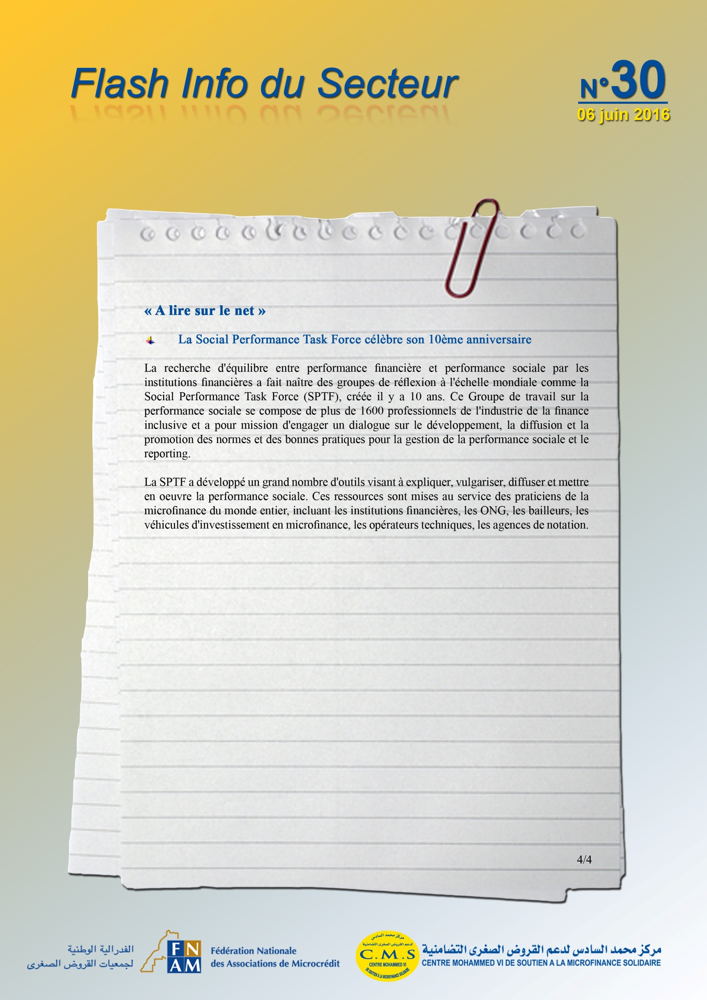 Flash Info du Secteur
N°30
06 juin 2016
« A lire sur le net »
La Social Performance Task Force célèbre son 10ème anniversaire
La recherche d'équilibre entre performance financière et performance sociale par les
institutions financières a fait naître des groupes de réflexion à l'échelle mondiale comme la
Social Performance Task Force (SPTF), créée il y a 10 ans. Ce Groupe de travail sur la
performance sociale se compose de plus de 1600 professionnels de l'industrie de la finance
inclusive et a pour mission d'engager un dialogue sur le développement, la diffusion et la
promotion des normes et des bonnes pratiques pour la gestion de la performance sociale et le
reporting.
La SPTF a développé un grand nombre d'outils visant à expliquer, vulgariser, diffuser et mettre
en oeuvre la performance sociale. Ces ressources sont mises au service des praticiens de la
microfinance du monde entier, incluant les institutions financières, les ONG, les bailleurs, les
véhicules d'investissement en microfinance, les opérateurs techniques, les agences de notation.
4/4
الفدرالية الوطنية
لجمعيات القروض الصغرى
FN
AM
Fédération Nationale
des Associations de Microcrédit
مركز محمد السادس
لدعم القروض الصغرى التضامنية
C.M.S
CENTRE MOHAMMED VI
DE SOUTIEN À LA MICROFINANCE SOLIDAIRE
مركز محمد السادس لدعم القروض الصغرى التضامنية
CENTRE MOHAMMED VI DE SOUTIEN A LA MICROFINANCE SOLIDAIRE